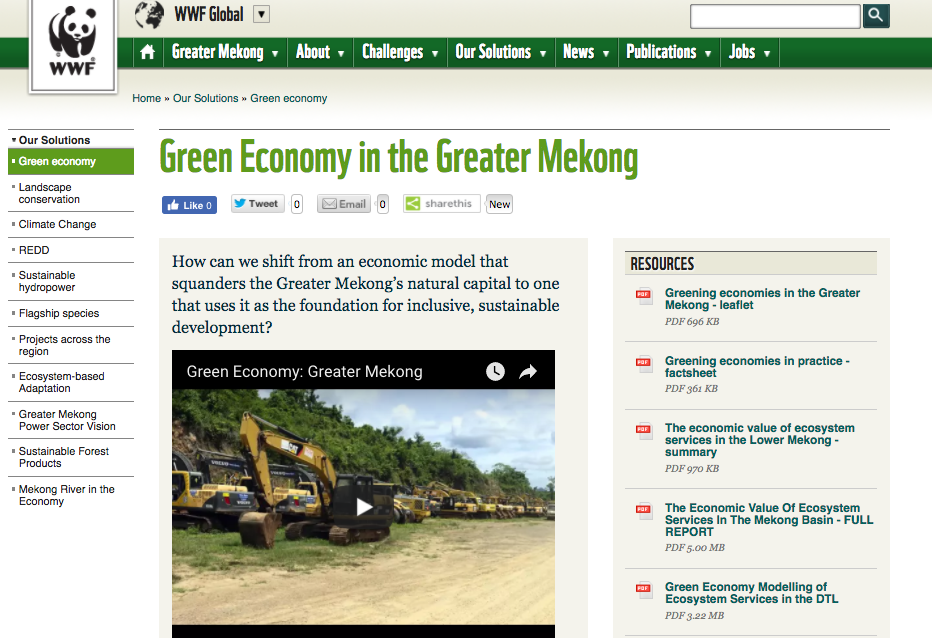 WWF Global
WWF
Greater Mekong
About
Challenges
Our Solutions
News
Publications
Jobs
Home » Our Solutions » Green economy
Our Solutions
Green economy
Landscape
conservation
Climate Change
REDD
Sustainable
hydropower
Flagship species
Projects across the
region
Ecosystem-based
Adaptation
Greater Mekong
Power Sector Vision
Sustainable Forest
Products
Mekong River in the
Economy
Green Economy in the Greater Mekong
Like 0
Tweet 0
Email 0
sharethis New
How can we shift from an economic model that
squanders the Greater Mekong’s natural capital to one
that uses it as the foundation for inclusive, sustainable
development?
Green Economy: Greater Mekong
RESOURCES
PDF
Greening economies in the Greater
Mekong - leaflet
PDF 696 KB
PDF
Greening economies in practice -
factsheet
PDF 361 KB
PDF
The economic value of ecosystem
services in the Lower Mekong -
summary
PDF 970 KB
PDF
The Economic Value Of Ecosystem
Services In The Mekong Basin - FULL
REPORT
PDF 5.00 MB
PDF
Green Economy Modelling of
Ecosystem Services in the DTL
PDF 3.22 MB